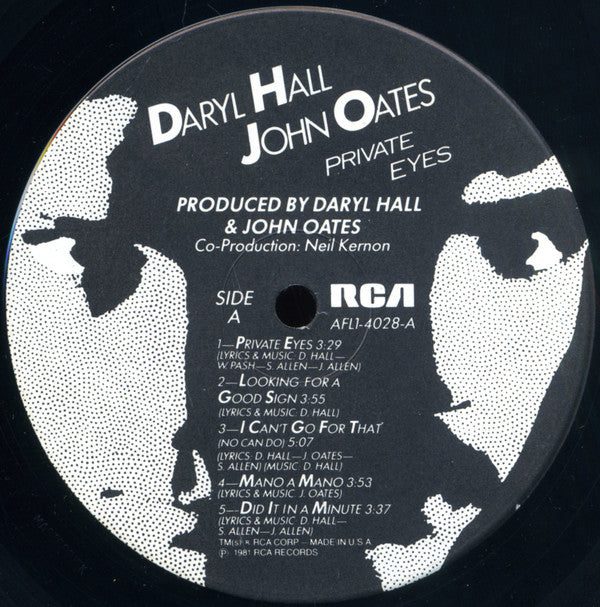 DARYL HALL
JOHN OATES
PRIVATE
EYES
PRODUCED BY DARYL HALL
& JOHN OATES
Co-Production: Neil Kernon
SIDE
A
RCA
AFL1-4028-A
1—PRIVATE EYES 3:29
(LYRICS & MUSIC: D. HALL—
W. PASH—S. ALLEN—J. ALLEN)
2—LOOKING FOR A
GOOD SIGN 3:55
(LYRICS & MUSIC: D. HALL)
3—I CAN'T GO FOR THAT
(NO CAN DO) 5:07
(LYRICS: D. HALL—J. OATES—
S. ALLEN) (MUSIC: D. HALL)
4—MANO A MANO 3:53
(LYRICS & MUSIC: J. OATES)
5—DID IT IN A MINUTE 3:37
(LYRICS & MUSIC: D. HALL—
S. ALLEN—J. ALLEN)
TM(s) ® RCA CORP — MADE IN U.S.A.
Ⓟ 1981 RCA RECORDS